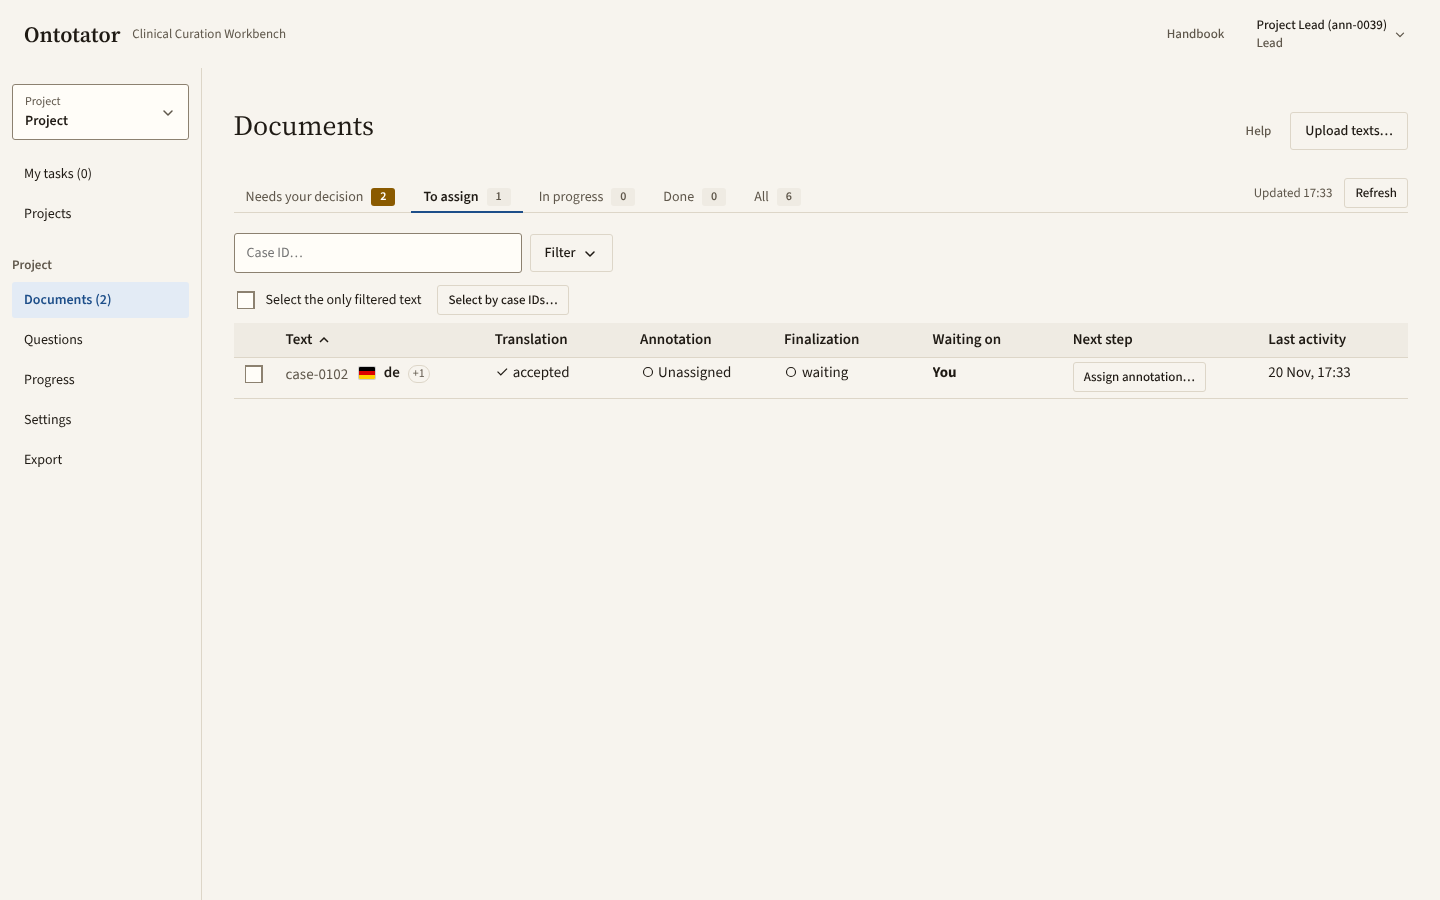 Ontotator Clinical Curation Workbench
Handbook
Project Lead (ann-0039)
Lead
Project
Project
My tasks (0)
Projects
Project
Documents (2)
Questions
Progress
Settings
Export
Documents
Help
Upload texts…
Needs your decision 2
To assign 1
In progress 0
Done 0
All 6
Updated 17:33
Refresh
Case ID…
Filter
Select the only filtered text
Select by case IDs…
Text Translation Annotation Finalization Waiting on Next step Last activity
case-0102 de +1 accepted Unassigned waiting You Assign annotation… 20 Nov, 17:33